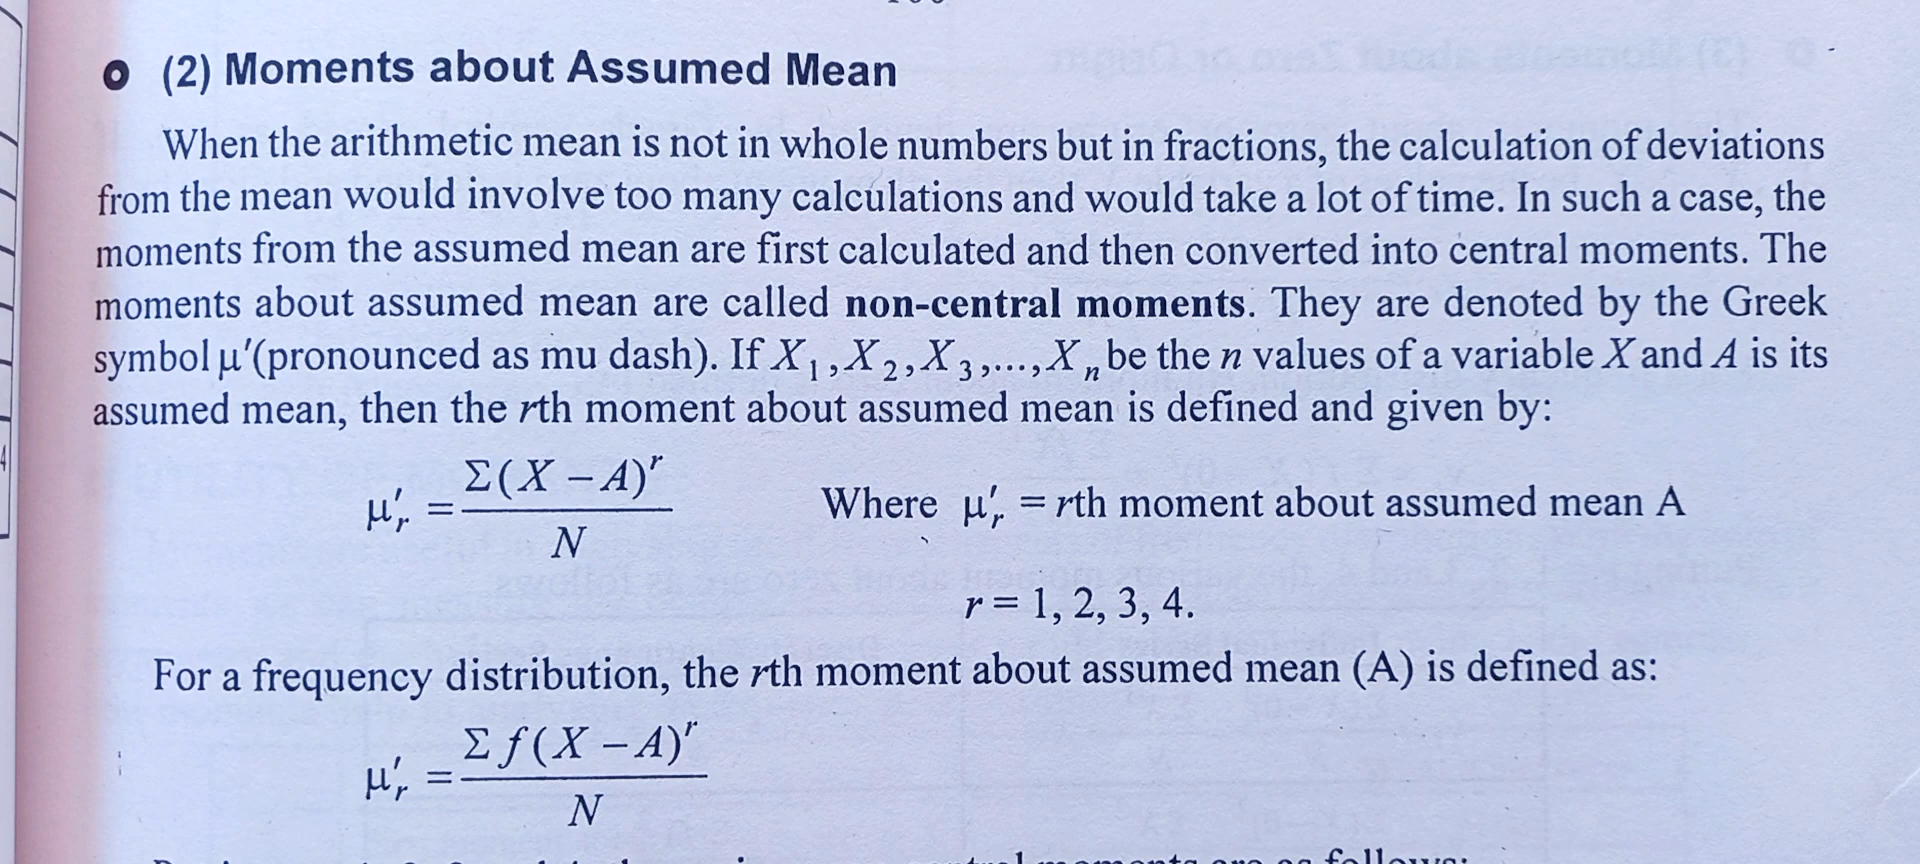 (2) Moments about Assumed Mean
When the arithmetic mean is not in whole numbers but in fractions, the calculation of deviations
from the mean would involve too many calculations and would take a lot of time. In such a case, the
moments from the assumed mean are first calculated and then converted into central moments. The
moments about assumed mean are called non-central moments. They are denoted by the Greek
symbol μ′(pronounced as mu dash). If X₁, X₂, X₃,..., Xₙ be the n values of a variable X and A is its
assumed mean, then the rth moment about assumed mean is defined and given by:
μ′ᵣ = Σ(X – A)ʳ / N Where μ′ᵣ = rth moment about assumed mean A
r = 1, 2, 3, 4.
For a frequency distribution, the rth moment about assumed mean (A) is defined as:
μ′ᵣ = Σ f(X – A)ʳ / N
moments are as follows: